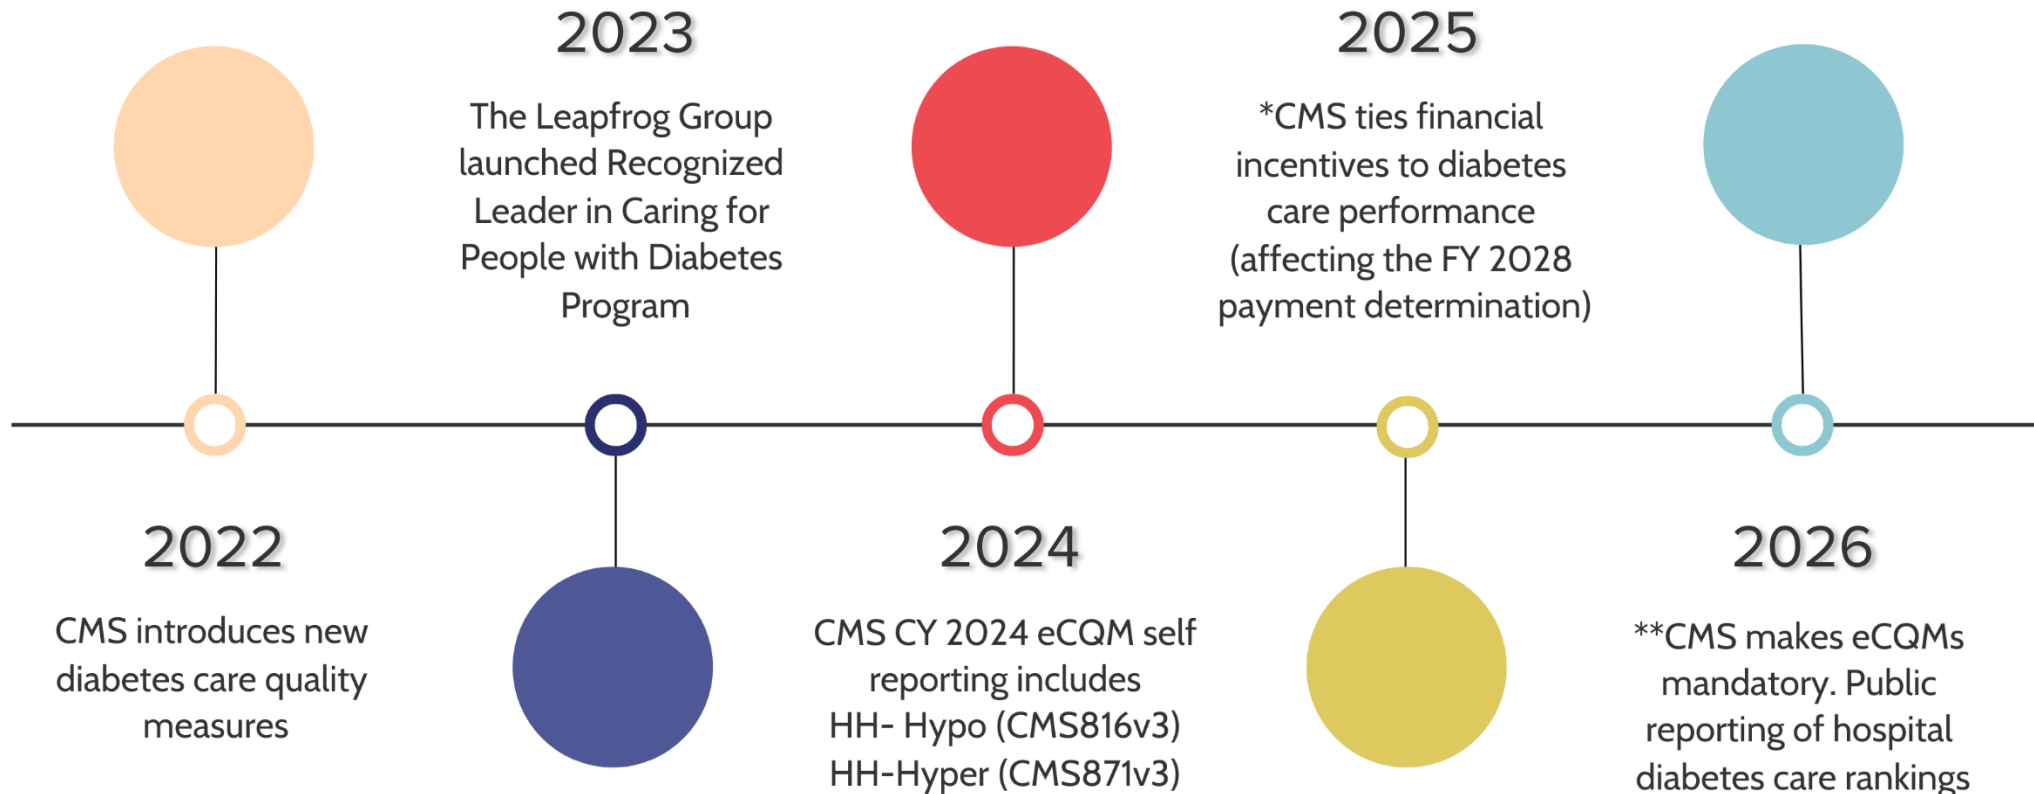 2022
CMS introduces new
diabetes care quality
measures
2023
The Leapfrog Group
launched Recognized
Leader in Caring for
People with Diabetes
Program
2024
CMS CY 2024 eCQM self
reporting includes
HH- Hypo (CMS816v3)
HH-Hyper (CMS871v3)
2025
*CMS ties financial
incentives to diabetes
care performance
(affecting the FY 2028
payment determination)
2026
**CMS makes eCQMs
mandatory. Public
reporting of hospital
diabetes care rankings